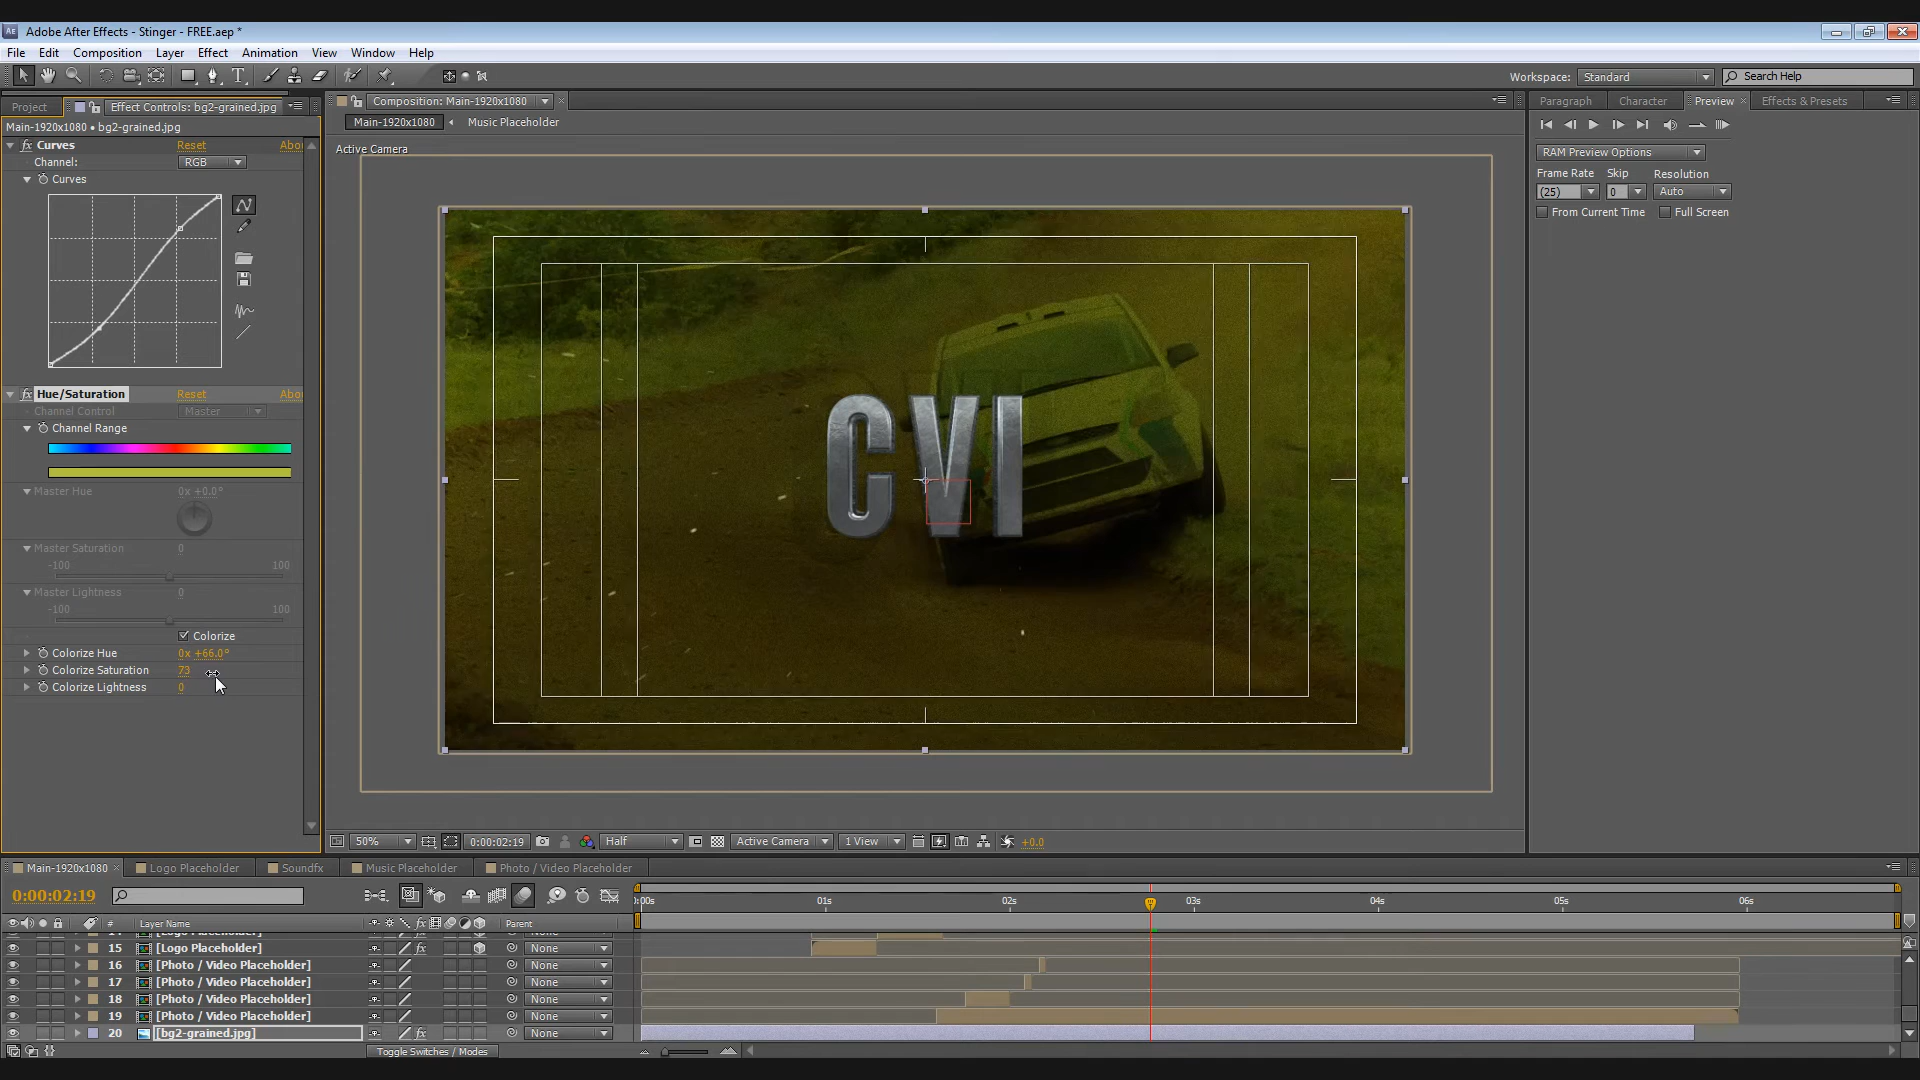 Adobe After Effects - Stinger - FREE.aep *
File Edit Composition Layer Effect Animation View Window Help
Workspace: Standard Search Help
Project Effect Controls: bg2-grained.jpg
Composition: Main-1920x1080
Paragraph Character Preview Effects & Presets
Main-1920x1080 • bg2-grained.jpg
Main-1920x1080 Music Placeholder
Active Camera
fx Curves Reset Abo
Channel: RGB
Curves
RAM Preview Options
Frame Rate Skip Resolution
(25) 0 Auto
From Current Time Full Screen
fx Hue/Saturation Reset Abo
Channel Control Master
Channel Range
Master Hue 0x +0.0°
Master Saturation 0
-100 100
Master Lightness 0
-100 100
Colorize
Colorize Hue 0x +66.0°
Colorize Saturation 73
Colorize Lightness 0
CVI
50% 0:00:02:19 Half Active Camera 1 View +0.0
Main-1920x1080 Logo Placeholder Soundfx Music Placeholder Photo / Video Placeholder
0:00:02:19
):00s 01s 02s 03s 04s 05s 06s
# Layer Name fx Parent
15 [Logo Placeholder] fx None
16 [Photo / Video Placeholder] None
17 [Photo / Video Placeholder] None
18 [Photo / Video Placeholder] None
19 [Photo / Video Placeholder] None
20 [bg2-grained.jpg] fx None
Toggle Switches / Modes